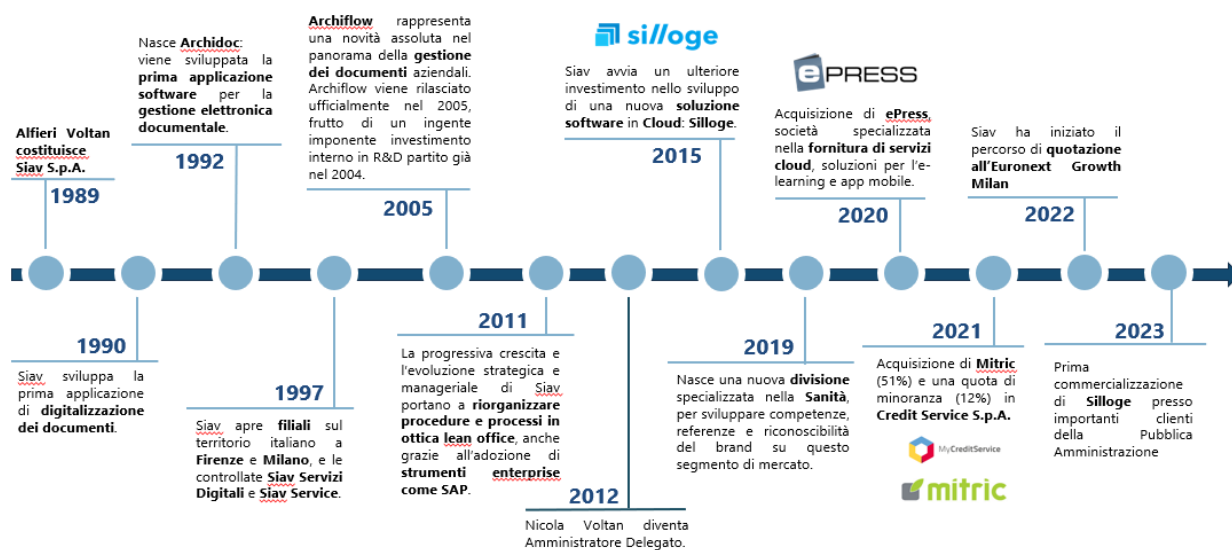 Alfieri Voltan
costituisce
Siav S.p.A.
1989
Nasce Archidoc:
viene sviluppata la
prima applicazione
software per la
gestione elettronica
documentale.
1992
Archiflow rappresenta
una novità assoluta nel
panorama della gestione
dei documenti aziendali.
Archiflow viene rilasciato
ufficialmente nel 2005,
frutto di un ingente
imponente investimento
interno in R&D partito già
nel 2004.
2005
silloge
Siav avvia un ulteriore
investimento nello sviluppo
di una nuova soluzione
software in Cloud: Silloge.
2015
ePRESS
Acquisizione di ePress,
società specializzata
nella fornitura di servizi
cloud, soluzioni per l'e-
learning e app mobile.
2020
Siav ha iniziato il
percorso di quotazione
all'Euronext Growth
Milan
2022
1990
Siav sviluppa la
prima applicazione
di digitalizzazione
dei documenti.
1997
Siav apre filiali sul
territorio italiano a
Firenze e Milano, e le
controllate Siav Servizi
Digitali e Siav Service.
2011
La progressiva crescita e
l'evoluzione strategica e
manageriale di Siav
portano a riorganizzare
procedure e processi in
ottica lean office, anche
grazie all'adozione di
strumenti enterprise
come SAP.
2012
Nicola Voltan diventa
Amministratore Delegato.
2019
Nasce una nuova divisione
specializzata nella Sanità,
per sviluppare competenze,
referenze e riconoscibilità
del brand su questo
segmento di mercato.
2021
Acquisizione di Mitric
(51%) e una quota di
minoranza (12%) in
Credit Service S.p.A.
MyCreditService
mitric
2023
Prima
commercializzazione
di Silloge presso
importanti clienti
della Pubblica
Amministrazione